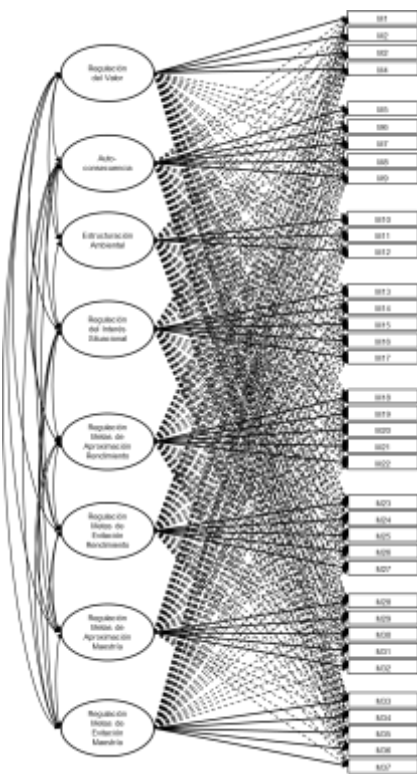 Regulación
del Valor
Auto-
consecuencia
Estructuración
Ambiental
Regulación
del Interés
Situacional
Regulación
Metas de
Aproximación
Rendimiento
Regulación
Metas de
Evitación
Rendimiento
Regulación
Metas de
Aproximación
Maestría
Regulación
Metas de
Evitación
Maestría
M1
M2
M3
M4
M5
M6
M7
M8
M9
M10
M11
M12
M13
M14
M15
M16
M17
M18
M19
M20
M21
M22
M23
M24
M25
M26
M27
M28
M29
M30
M31
M32
M33
M34
M35
M36
M37